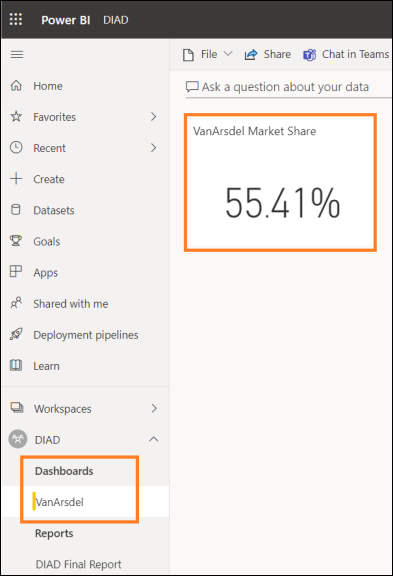 Power BI DIAD
File Share Chat in Teams
Ask a question about your data
VanArsdel Market Share
55.41%
Home
Favorites
Recent
Create
Datasets
Goals
Apps
Shared with me
Deployment pipelines
Learn
Workspaces
DIAD
Dashboards
VanArsdel
Reports
DIAD Final Report